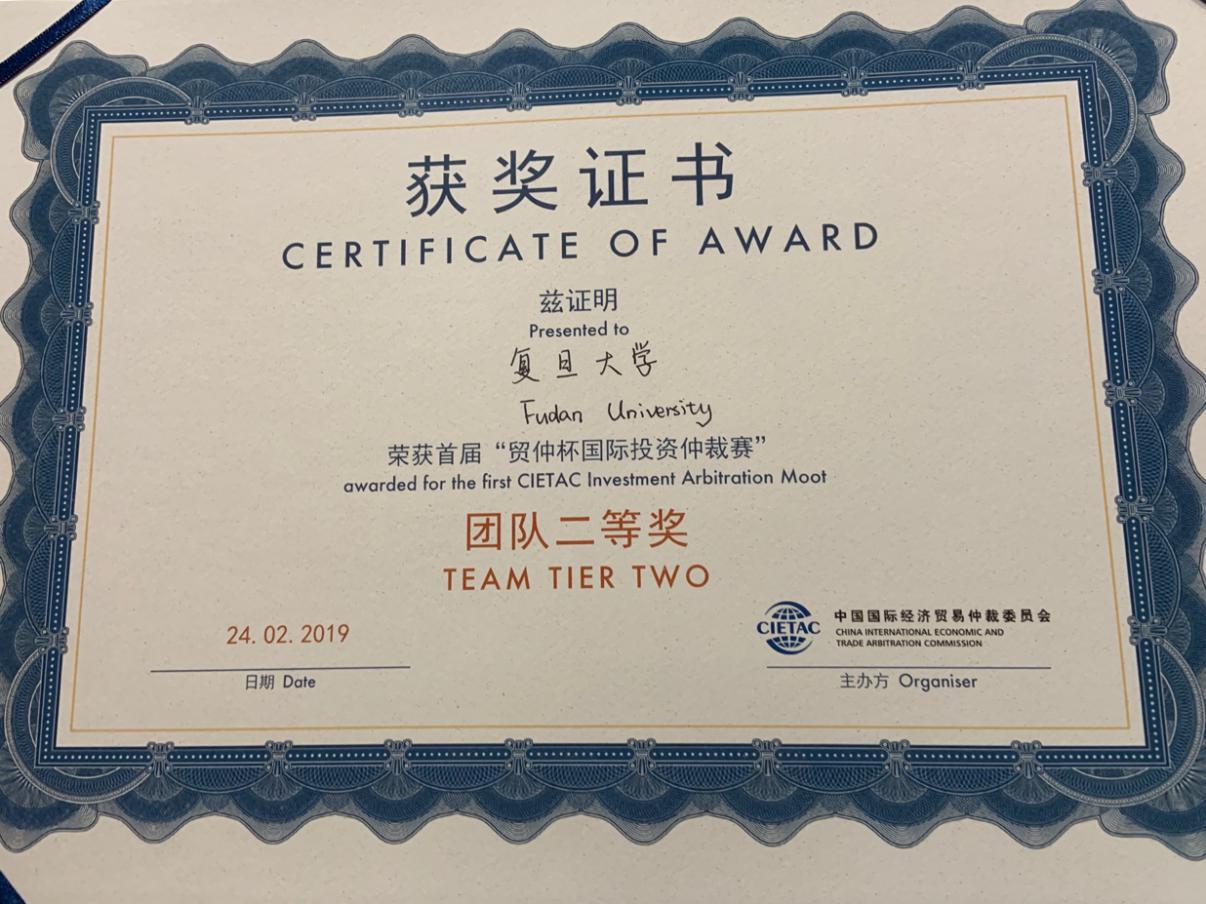 获奖证书
CERTIFICATE OF AWARD
兹证明
Presented to
复旦大学
Fudan University
荣获首届“贸仲杯国际投资仲裁赛”
awarded for the first CIETAC Investment Arbitration Moot
团队二等奖
TEAM TIER TWO
24. 02. 2019
日期 Date
CIETAC
中国国际经济贸易仲裁委员会
CHINA INTERNATIONAL ECONOMIC AND
TRADE ARBITRATION COMMISSION
主办方 Organiser